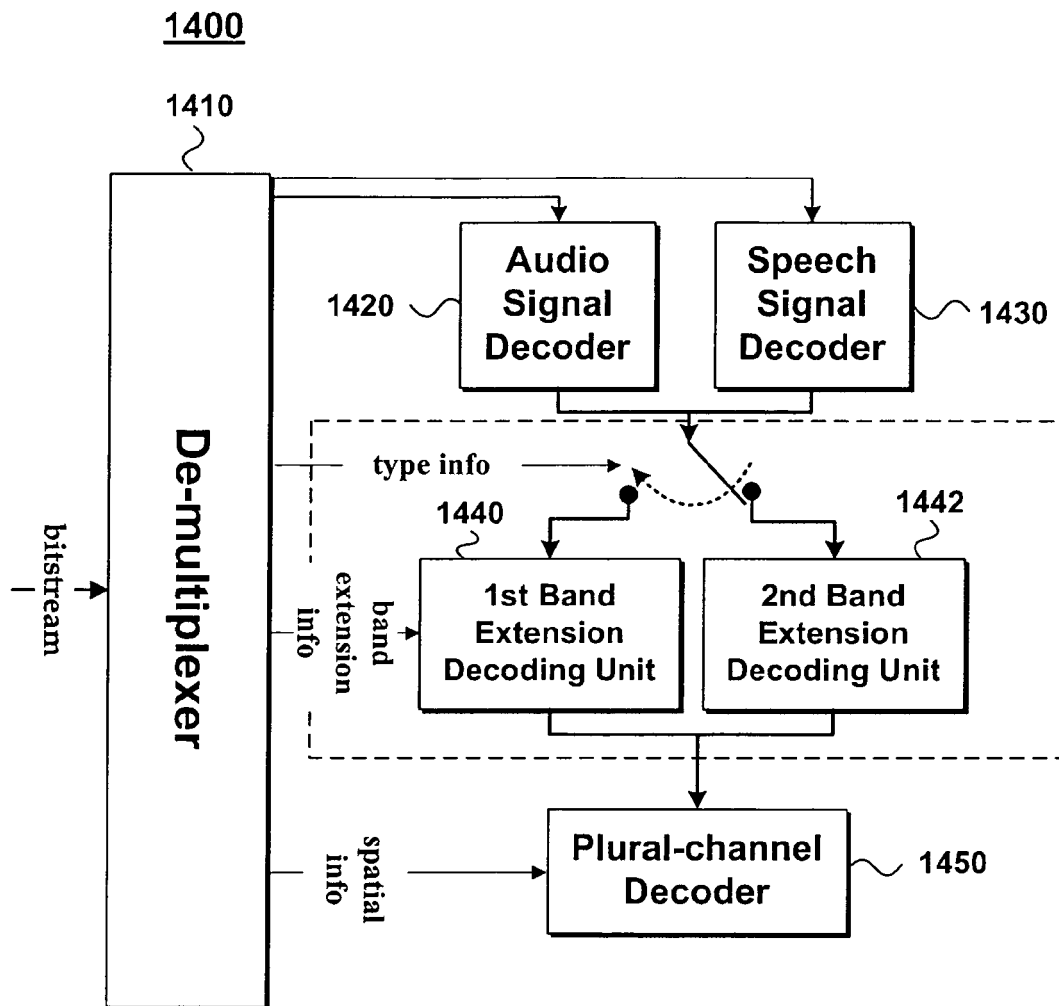 1400
1410
Audio
Signal
Decoder
1420
Speech
Signal
Decoder
1430
De-multiplexer
bitstream
type info
1440
1442
band
extension
info
1st Band
Extension
Decoding Unit
2nd Band
Extension
Decoding Unit
spatial
info
Plural-channel
Decoder
1450